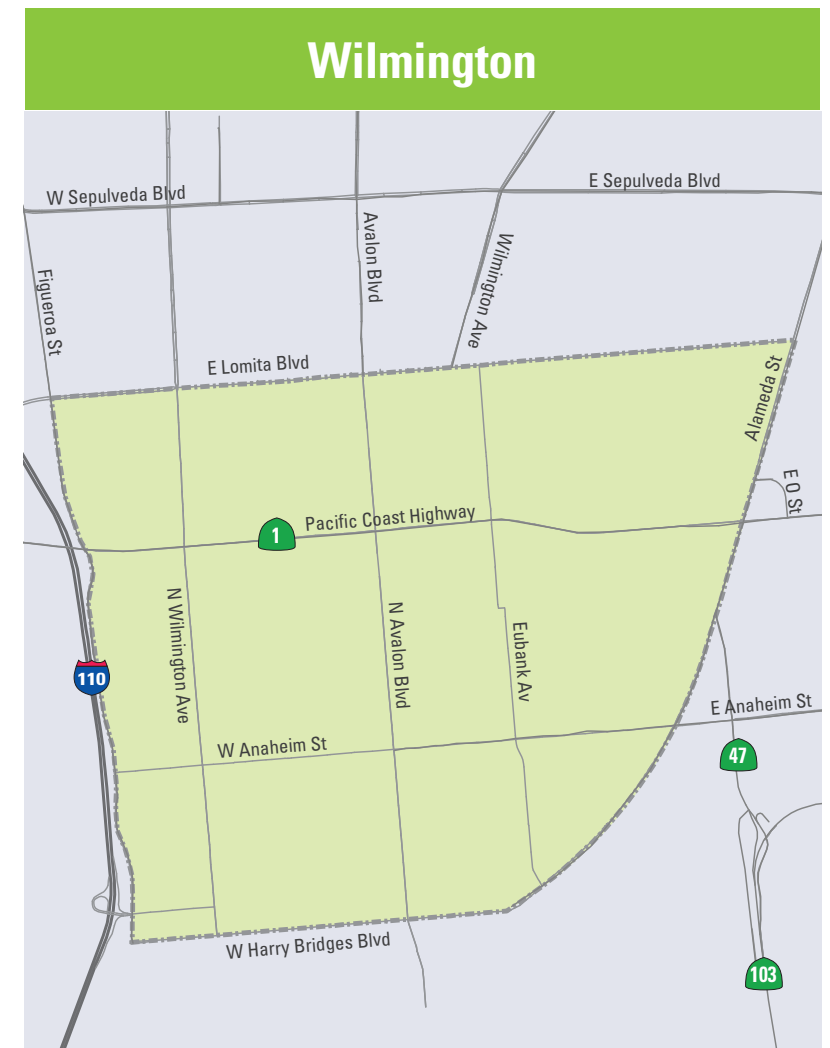 Wilmington
W Sepulveda Blvd
E Sepulveda Blvd
Avalon Blvd
Wilmington Ave
Figueroa St
E Lomita Blvd
Alameda St
E O St
Pacific Coast Highway
1
N Wilmington Ave
N Avalon Blvd
Eubank Av
110
E Anaheim St
W Anaheim St
47
W Harry Bridges Blvd
103